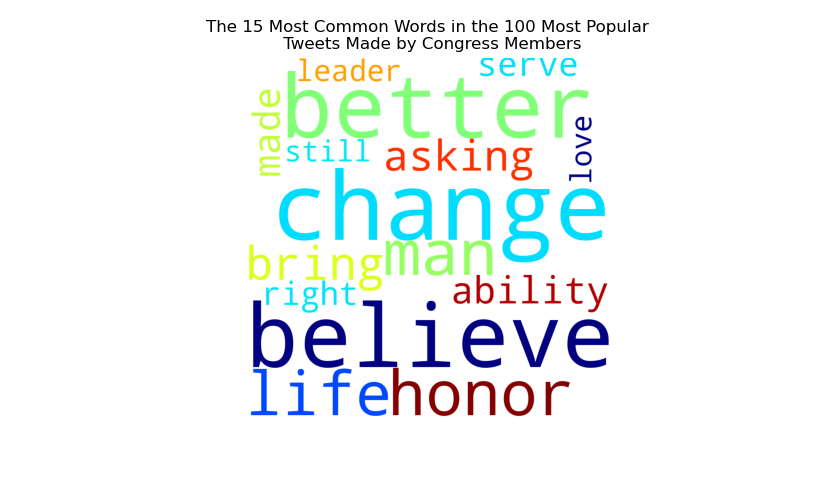 The 15 Most Common Words in the 100 Most Popular
Tweets Made by Congress Members
leader
serve
better
made
love
still
asking
change
man
bring
ability
right
believe
life
honor